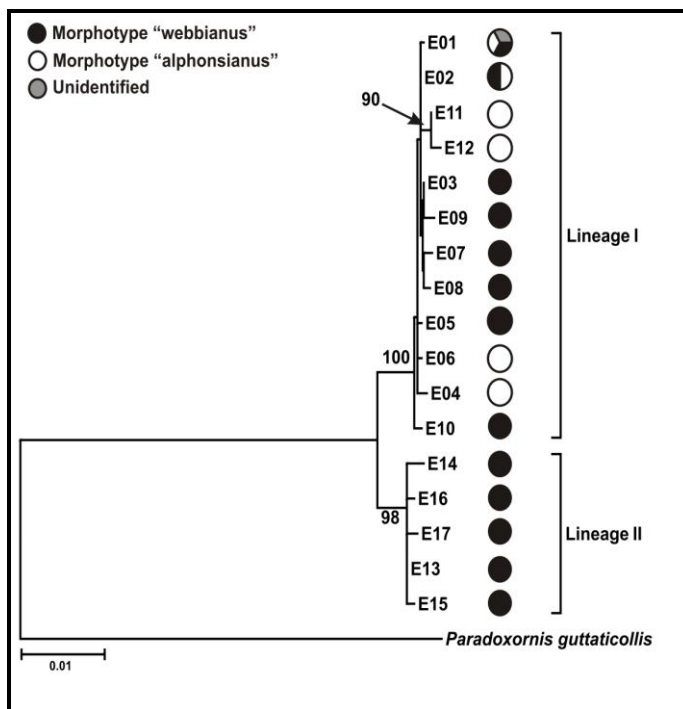 Morphotype "webbianus"
Morphotype "alphonsianus"
Unidentified
E01
E02
90
E11
E12
E03
E09
Lineage I
E07
E08
E05
100
E06
E04
E10
E14
E16
98
E17
Lineage II
E13
E15
Paradoxornis guttaticollis
0.01